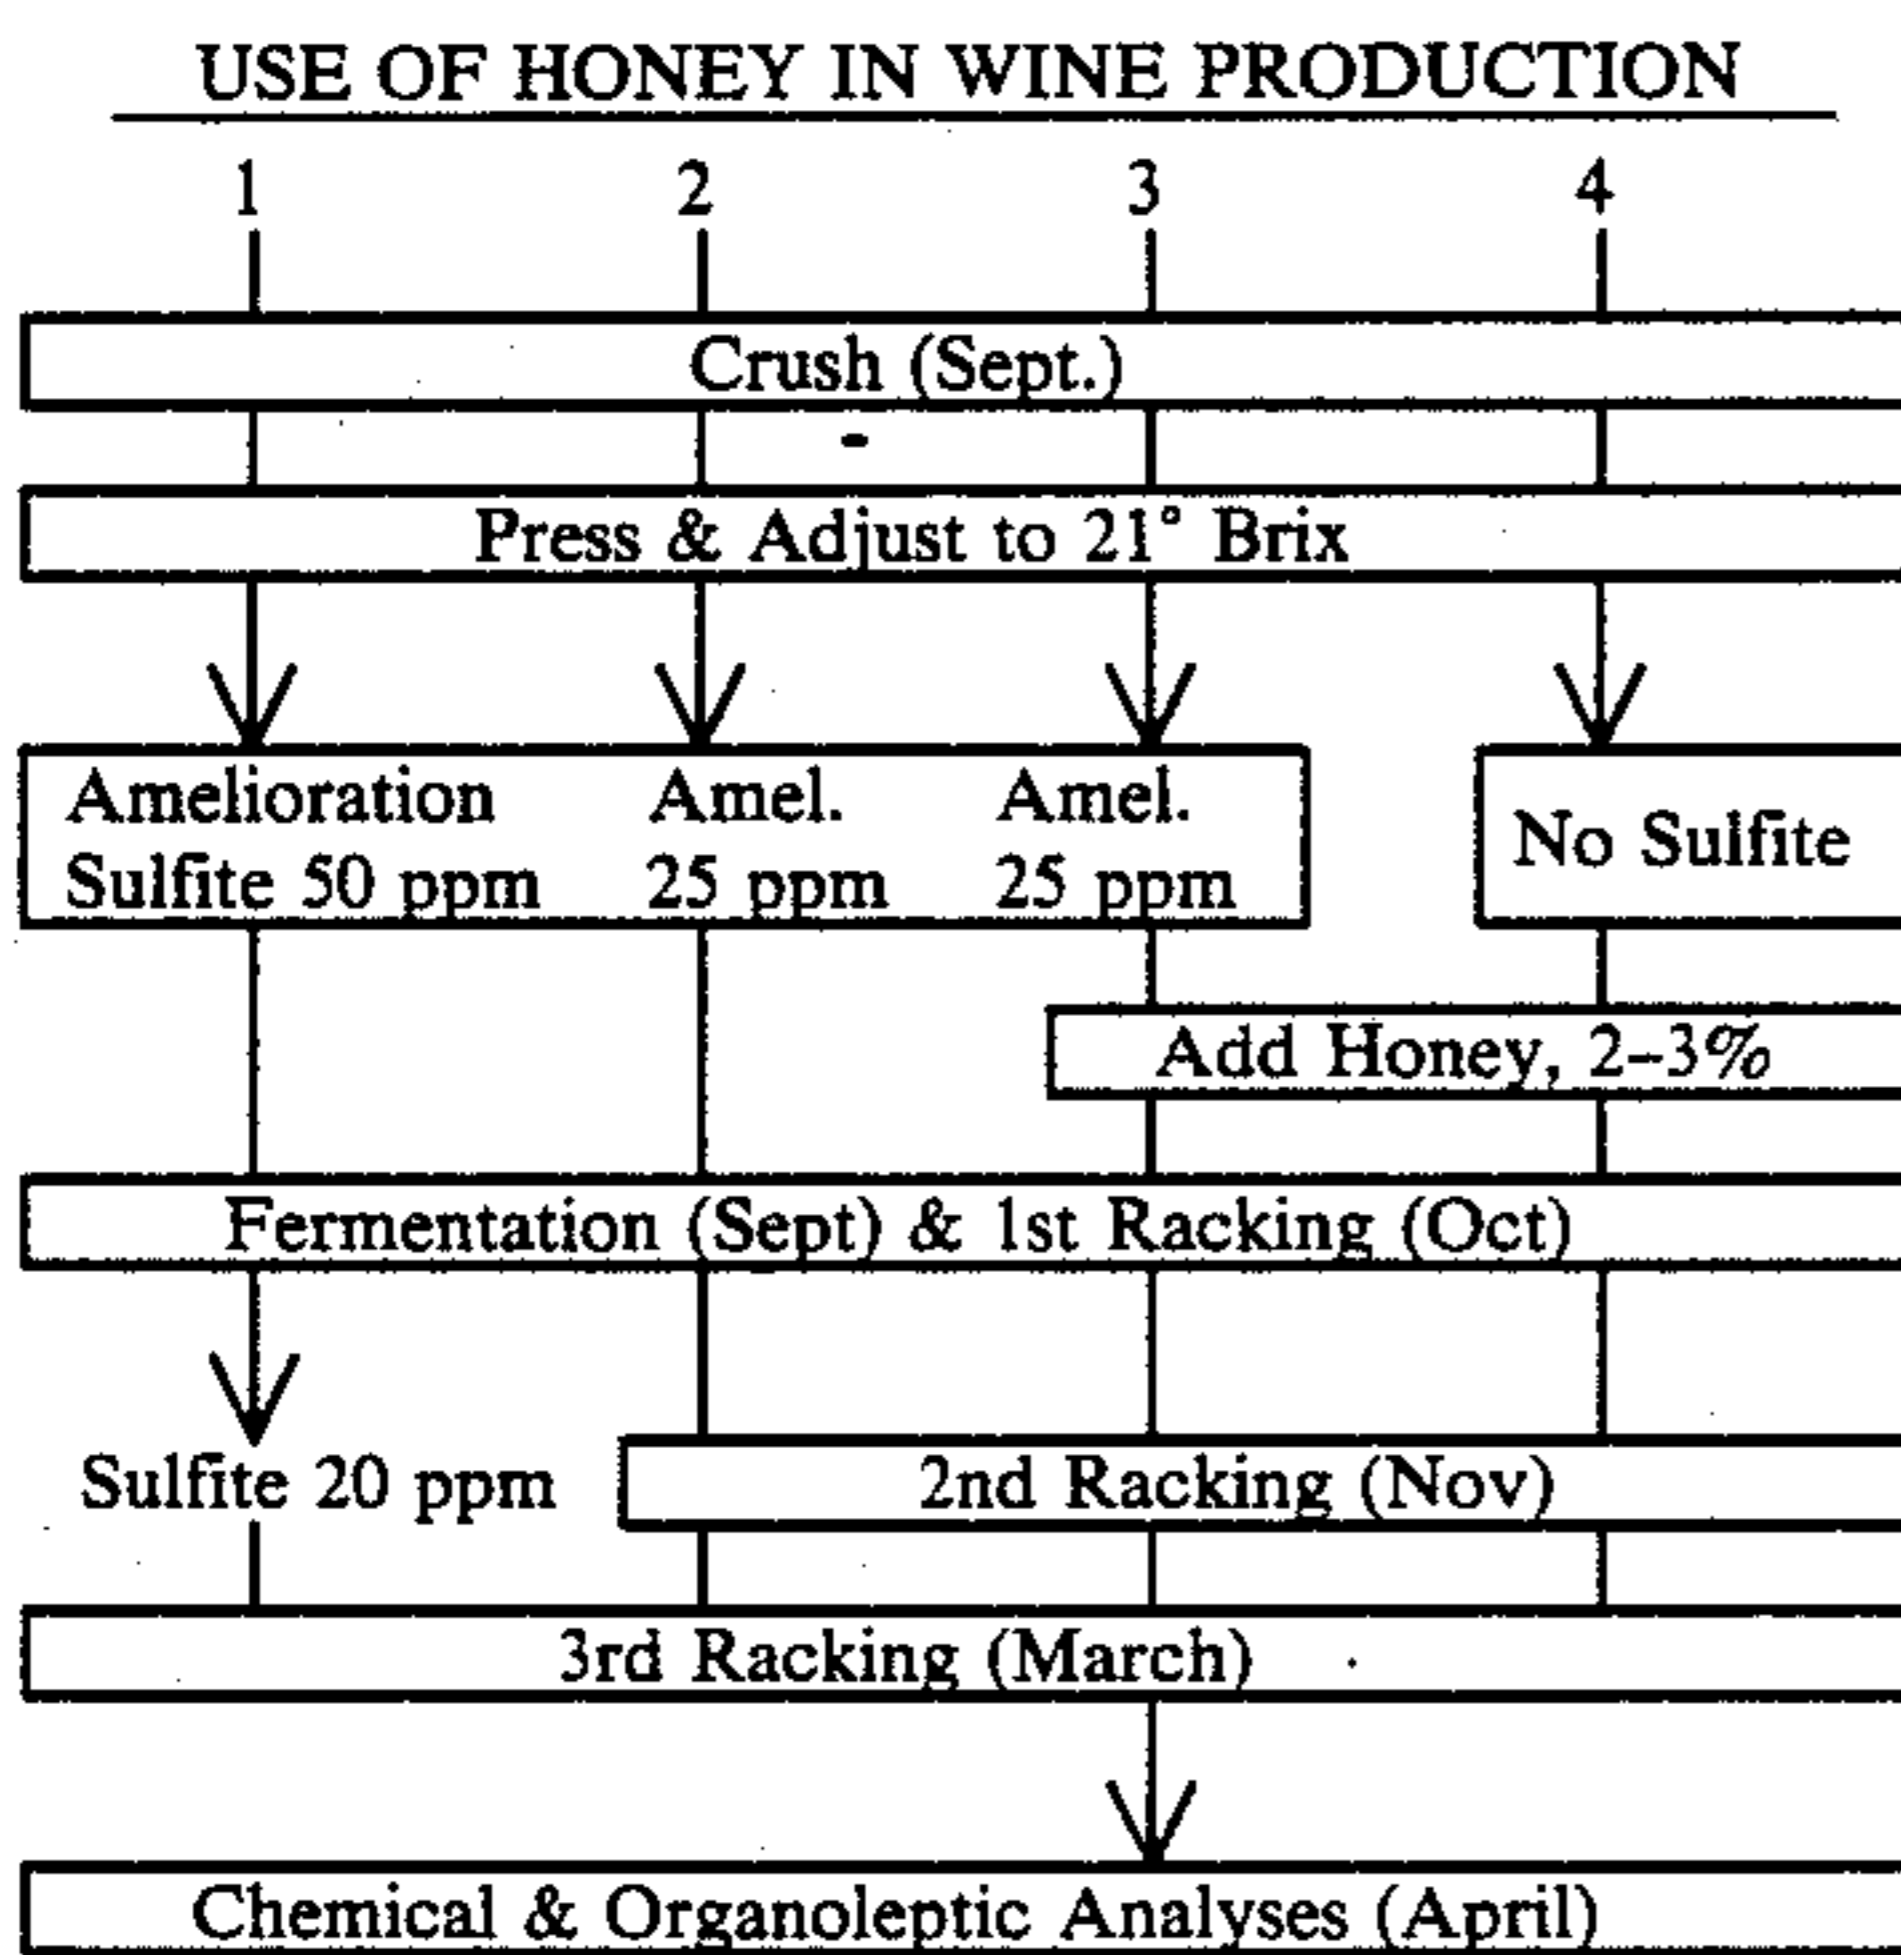 USE OF HONEY IN WINE PRODUCTION
1 2 3 4
Crush (Sept.)
Press & Adjust to 21° Brix
Amelioration Amel. Amel.
Sulfite 50 ppm 25 ppm 25 ppm
No Sulfite
Add Honey, 2-3%
Fermentation (Sept) & 1st Racking (Oct)
Sulfite 20 ppm
2nd Racking (Nov)
3rd Racking (March)
Chemical & Organoleptic Analyses (April)